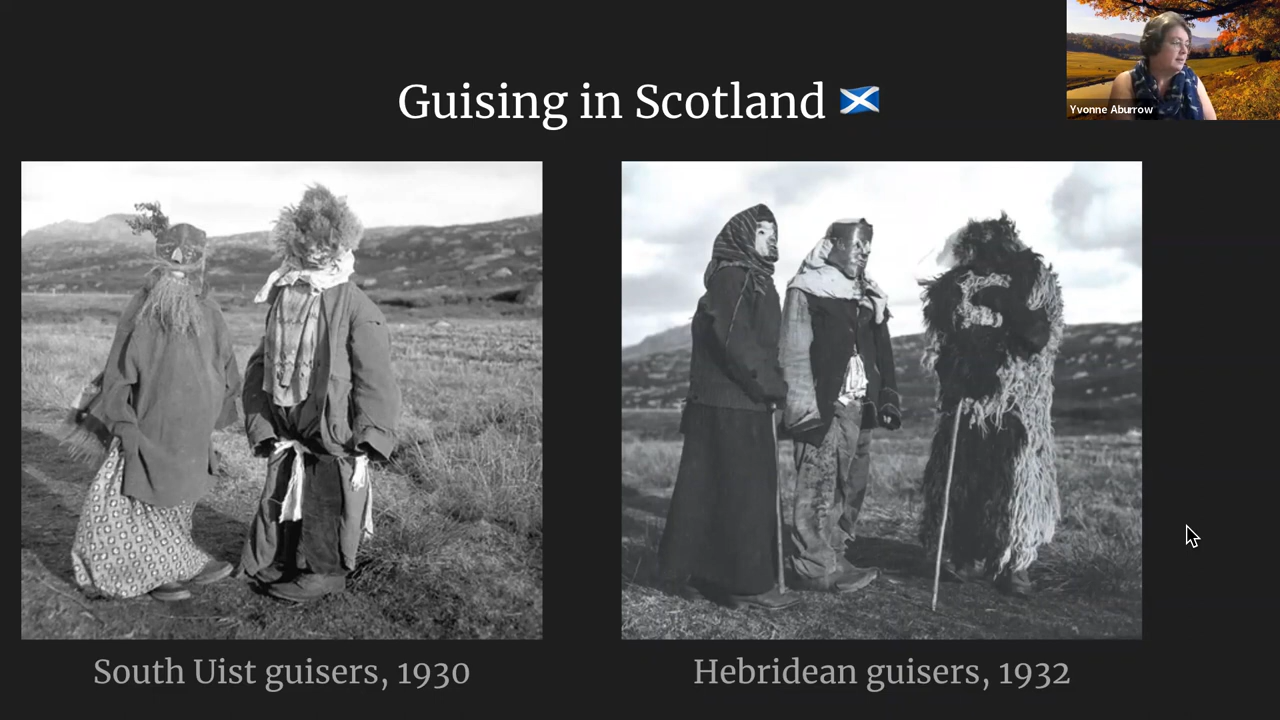 Guising in Scotland
Yvonne Aburrow
South Uist guisers, 1930
Hebridean guisers, 1932